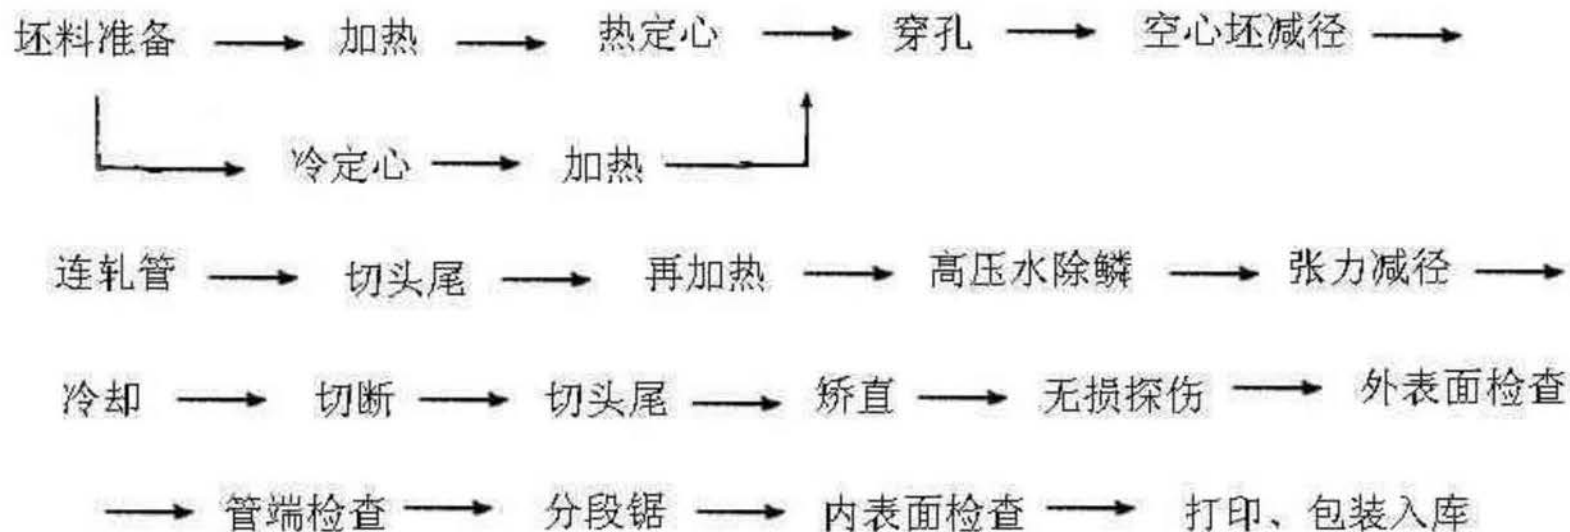 坯料准备 → 加热 → 热定心 → 穿孔 → 空心坯减径 →
冷定心 → 加热
连轧管 → 切头尾 → 再加热 → 高压水除鳞 → 张力减径 →
冷却 → 切断 → 切头尾 → 矫直 → 无损探伤 → 外表面检查
→ 管端检查 → 分段锯 → 内表面检查 → 打印、包装入库